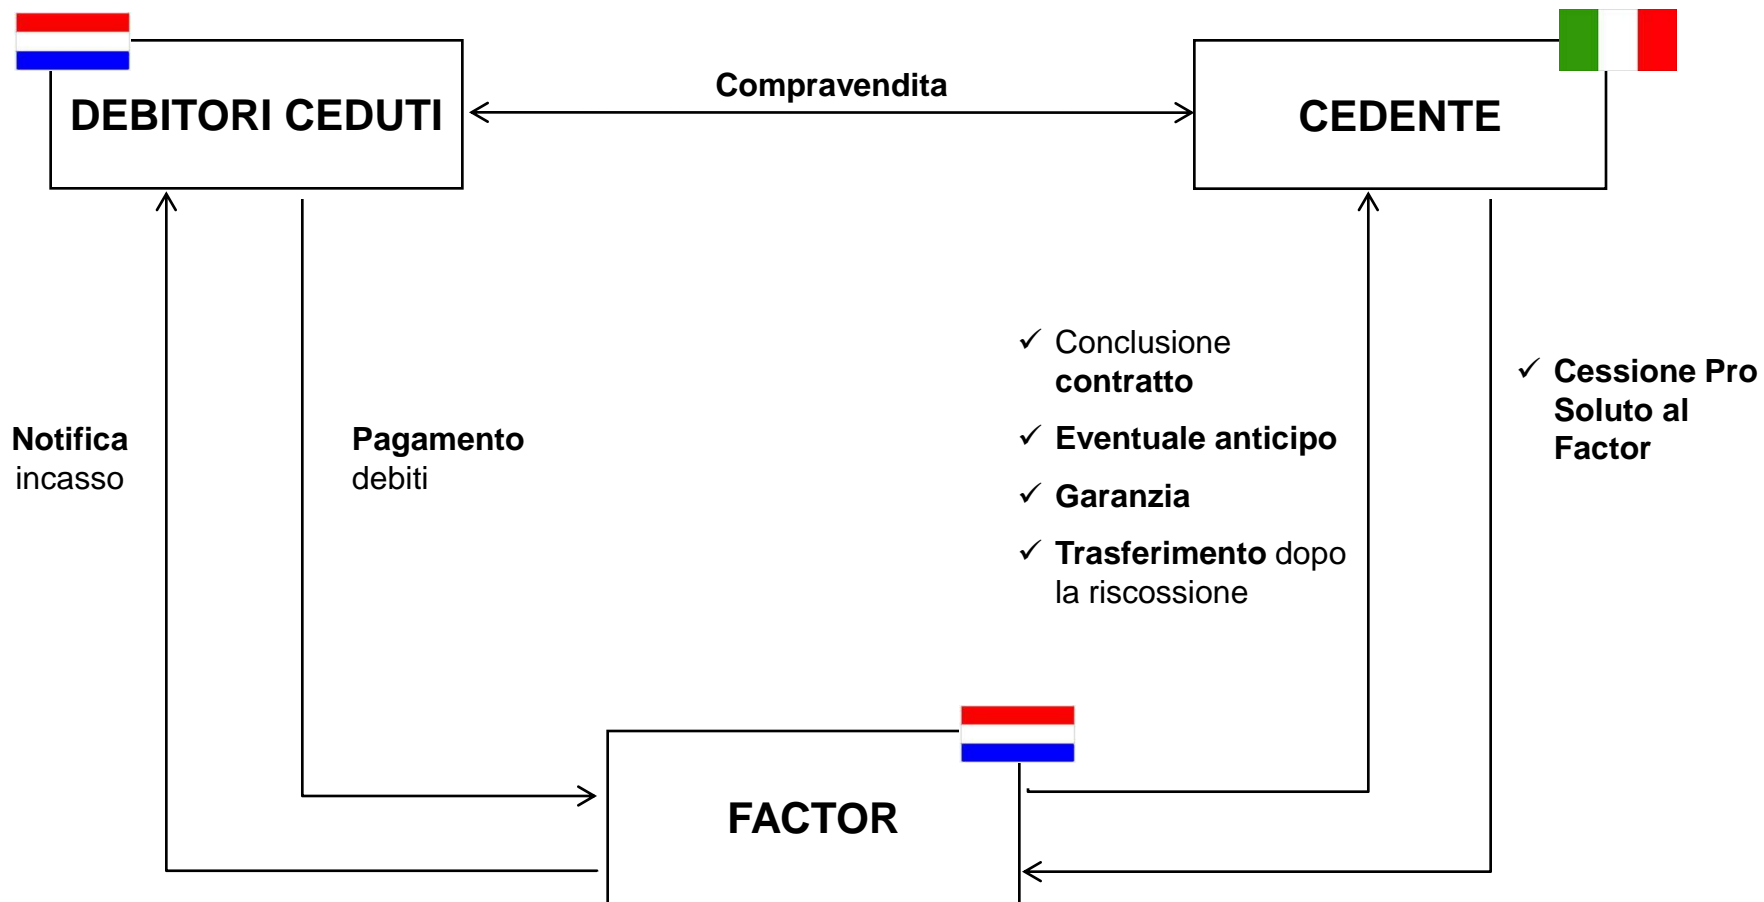 Compravendita
DEBITORI CEDUTI
CEDENTE
Notifica
incasso
Pagamento
debiti
✓ Conclusione
contratto
✓ Eventuale anticipo
✓ Garanzia
✓ Trasferimento dopo
la riscossione
✓ Cessione Pro
Soluto al
Factor
FACTOR